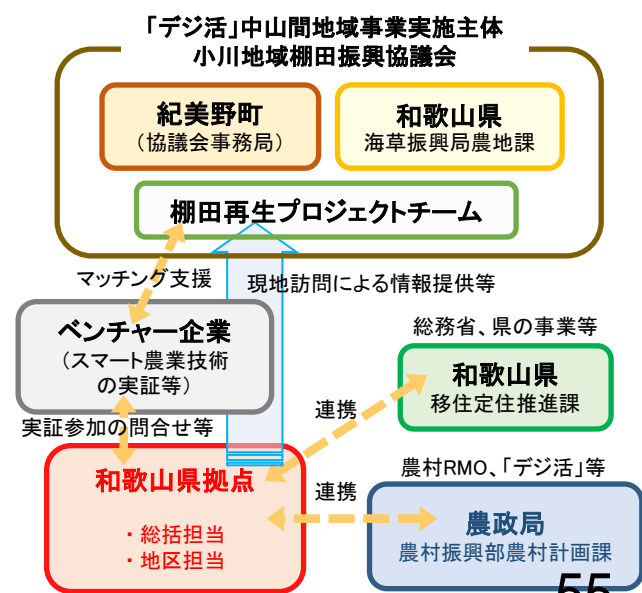 「デジ活」中山間地域事業実施主体
小川地域棚田振興協議会
紀美野町
（協議会事務局）
和歌山県
海草振興局農地課
棚田再生プロジェクトチーム
マッチング支援
現地訪問による情報提供等
ベンチャー企業
（スマート農業技術
の実証等）
総務省、県の事業等
和歌山県
移住定住推進課
連携
実証参加の問合せ等
和歌山県拠点
・総括担当
・地区担当
農村RMO、「デジ活」等
連携
農政局
農村振興部農村計画課
55